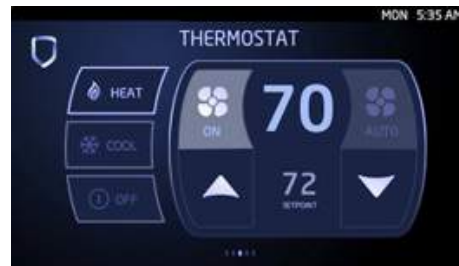 MON 5:35 AM
THERMOSTAT
HEAT
COOL
OFF
ON
70
AUTO
72
SETPOINT